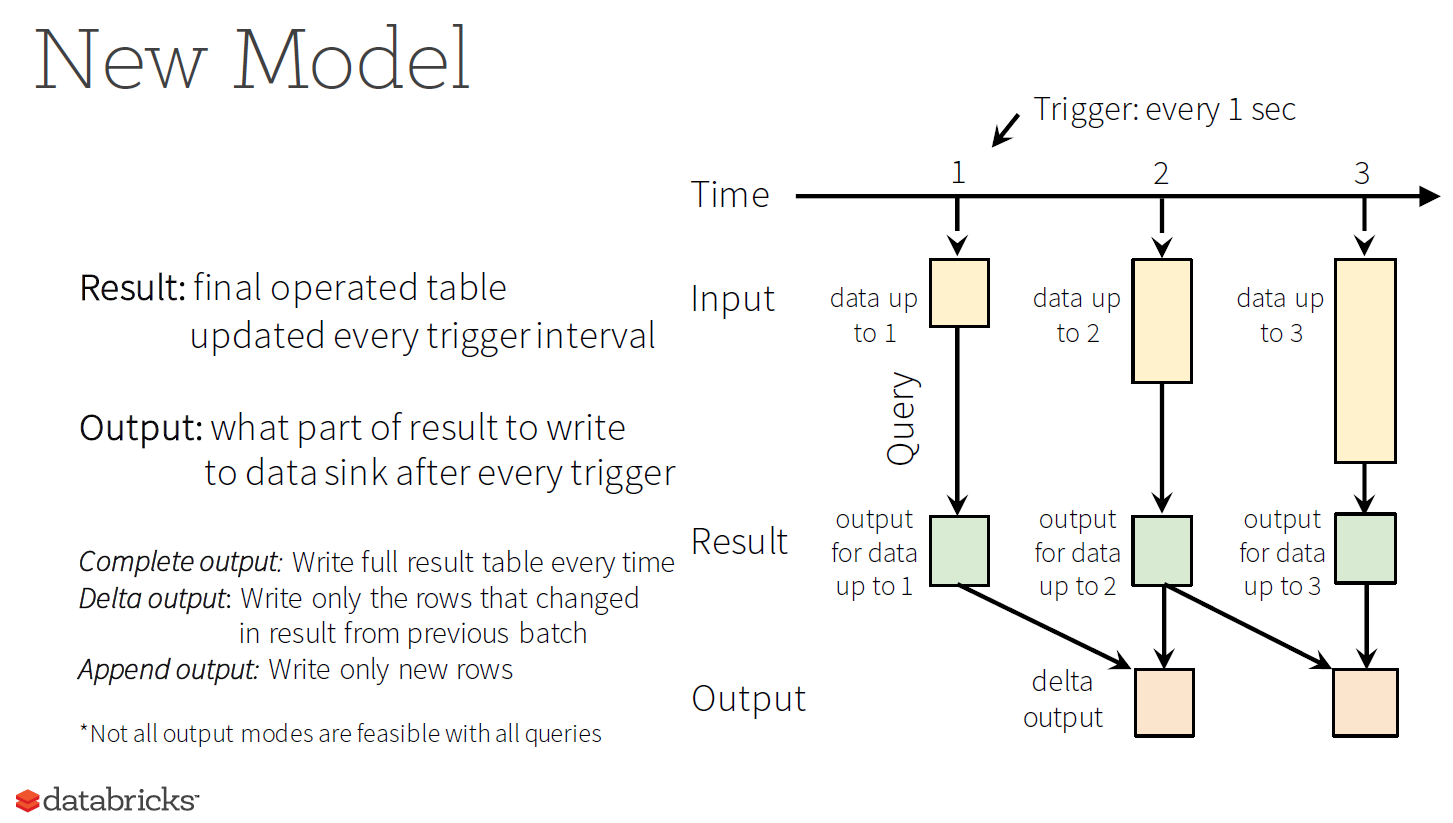 New Model
Result: final operated table
updated every trigger interval
Output: what part of result to write
to data sink after every trigger
Complete output: Write full result table every time
Delta output: Write only the rows that changed
in result from previous batch
Append output: Write only new rows
*Not all output modes are feasible with all queries
databricks™
Trigger: every 1 sec
Time
1
2
3
Input
data up
to 1
data up
to 2
data up
to 3
Query
Result
output
for data
up to 1
output
for data
up to 2
output
for data
up to 3
Output
delta
output